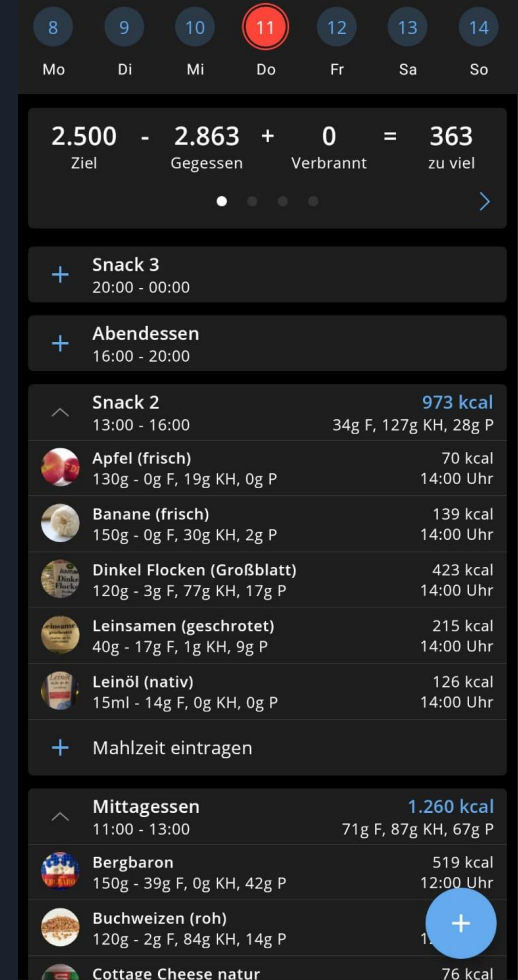 8 9 10 11 12 13 14
Mo Di Mi Do Fr Sa So
2.500 - 2.863 + 0 = 363
Ziel Gegessen Verbrannt zu viel
Snack 3
20:00 - 00:00
Abendessen
16:00 - 20:00
Snack 2 973 kcal
13:00 - 16:00 34g F, 127g KH, 28g P
Apfel (frisch) 70 kcal
130g - 0g F, 19g KH, 0g P 14:00 Uhr
Banane (frisch) 139 kcal
150g - 0g F, 30g KH, 2g P 14:00 Uhr
Dinkel Flocken (Großblatt) 423 kcal
120g - 3g F, 77g KH, 17g P 14:00 Uhr
Leinsamen (geschrotet) 215 kcal
40g - 17g F, 1g KH, 9g P 14:00 Uhr
Leinöl (nativ) 126 kcal
15ml - 14g F, 0g KH, 0g P 14:00 Uhr
Mahlzeit eintragen
Mittagessen 1.260 kcal
11:00 - 13:00 71g F, 87g KH, 67g P
Bergbaron 519 kcal
150g - 39g F, 0g KH, 42g P 12:00 Uhr
Buchweizen (roh)
120g - 2g F, 84g KH, 14g P
Cottage Cheese natur 76 kcal